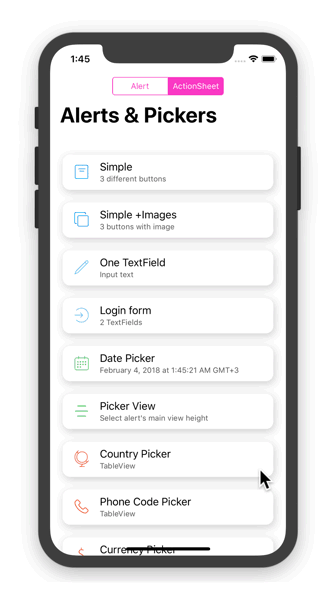 1:45
Alert ActionSheet
Alerts & Pickers
Simple
3 different buttons
Simple +Images
3 buttons with image
One TextField
Input text
Login form
2 TextFields
Date Picker
February 4, 2018 at 1:45:21 AM GMT+3
Picker View
Select alert's main view height
Country Picker
TableView
Phone Code Picker
TableView
Currency Picker